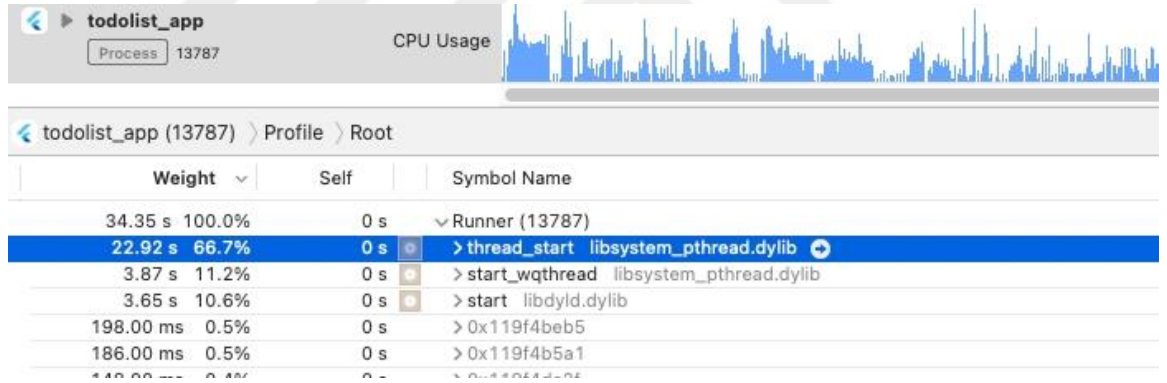 todolist_app
Process 13787
CPU Usage
todolist_app (13787) Profile Root
Weight Self Symbol Name
34.35 s 100.0% 0 s Runner (13787)
22.92 s 66.7% 0 s thread_start libsystem_pthread.dylib
3.87 s 11.2% 0 s start_wqthread libsystem_pthread.dylib
3.65 s 10.6% 0 s start libdyld.dylib
198.00 ms 0.5% 0 s 0x119f4beb5
186.00 ms 0.5% 0 s 0x119f4b5a1